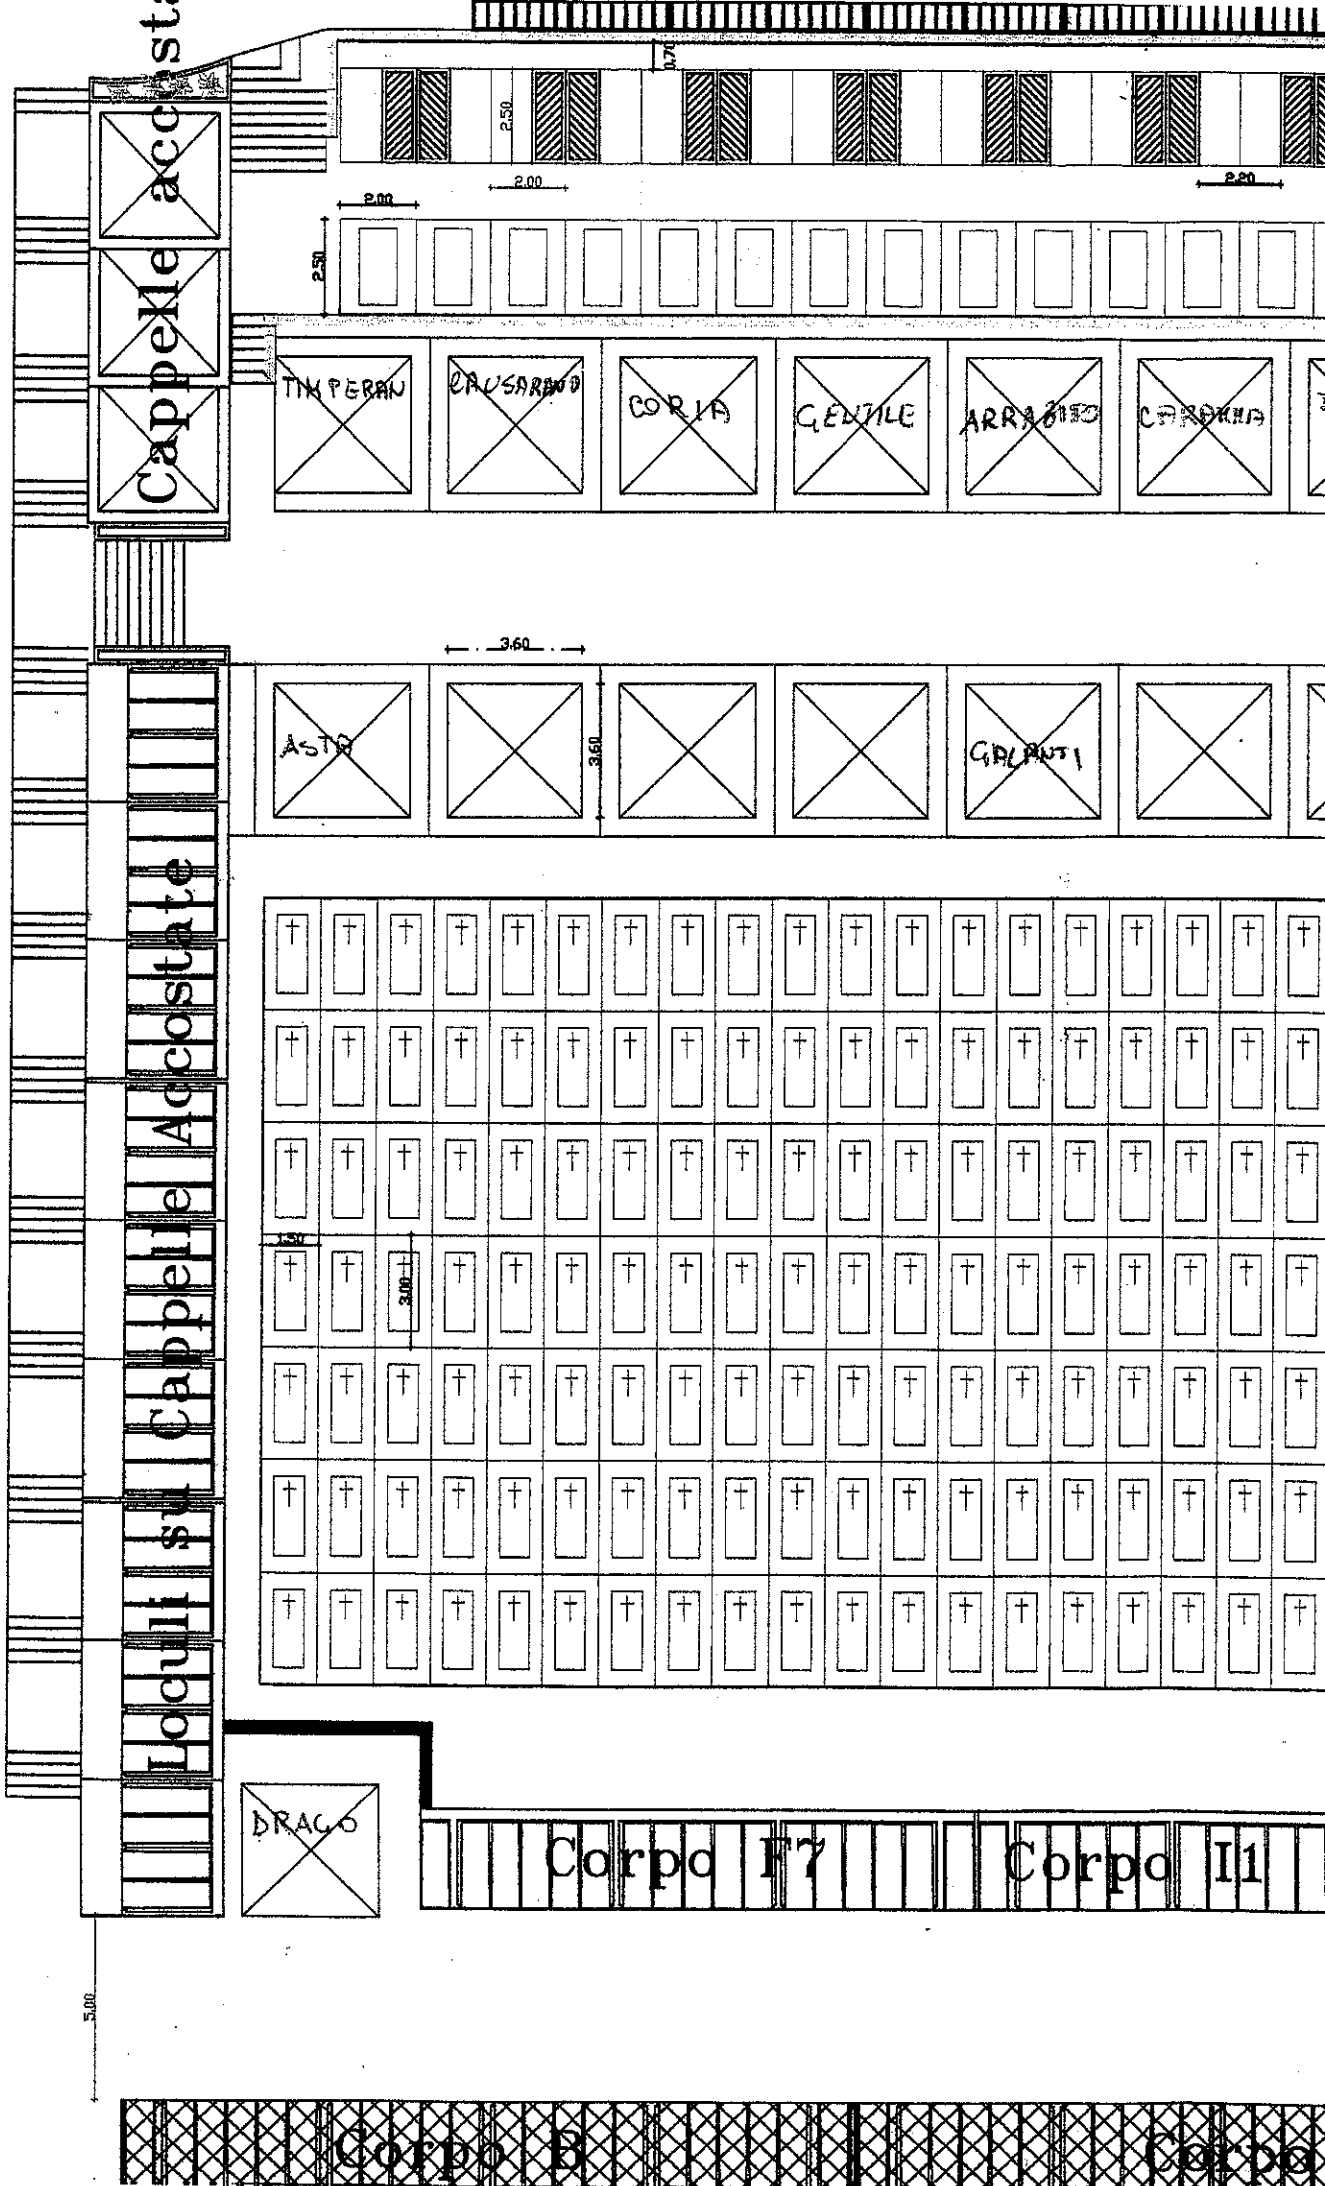 Cappelle accosta
0.70
2.50
2.00
2.20
2.00
2.50
TIMPERAN
CAUSARANO
CORIA
GENTILE
ARRABITO
CARANNA
3.60
3.60
ASTA
GALANTI
Loculi su Cappelle Accostate
1.50
3.00
DRAGO
Corpo F7
Corpo I1
5.00
Corpo B
Corpo